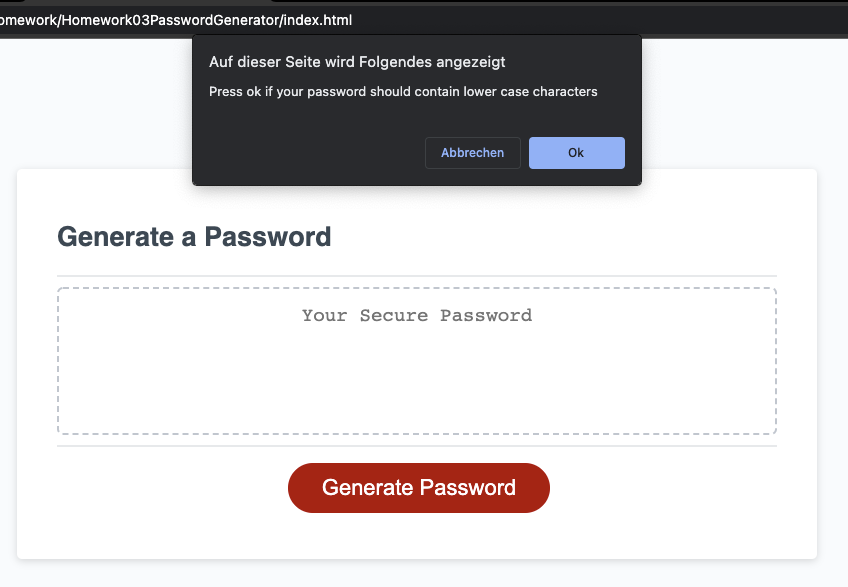 omework/Homework03PasswordGenerator/index.html
Auf dieser Seite wird Folgendes angezeigt
Press ok if your password should contain lower case characters
Abbrechen
Ok
Generate a Password
Your Secure Password
Generate Password